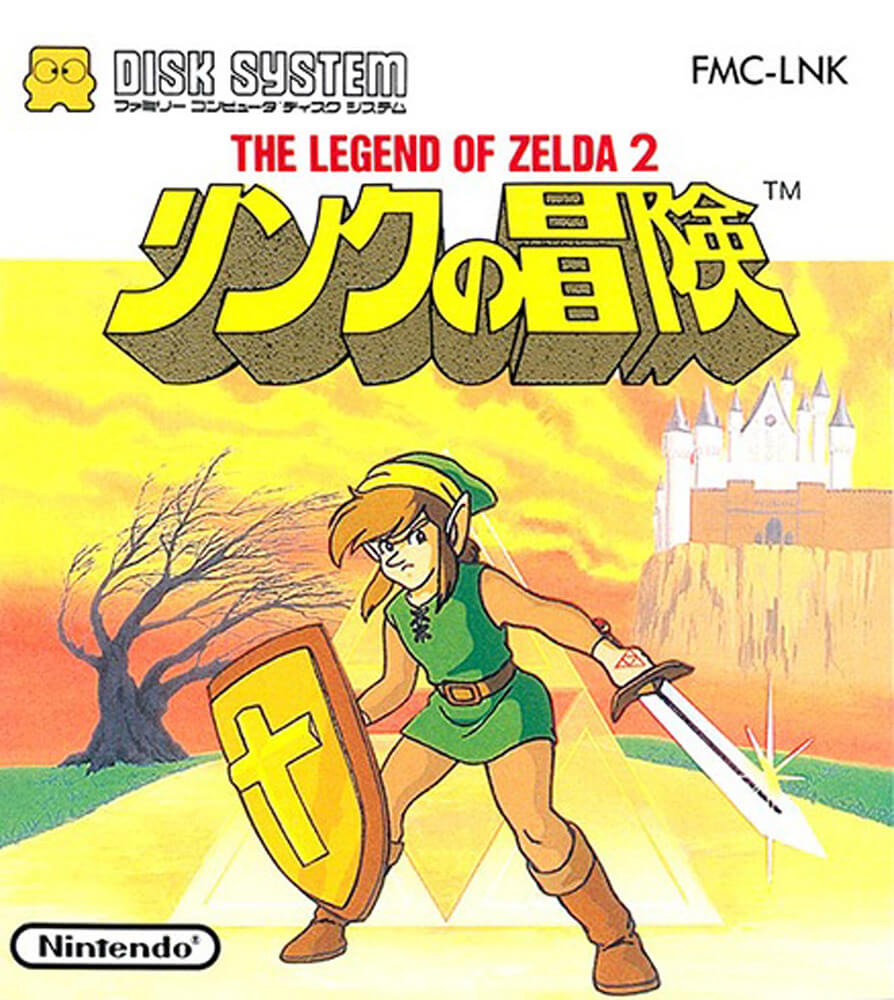 DISK SYSTEM
ファミリー コンピュータ ディスク システム
FMC-LNK
THE LEGEND OF ZELDA 2
リンクの冒険 ™
Nintendo®